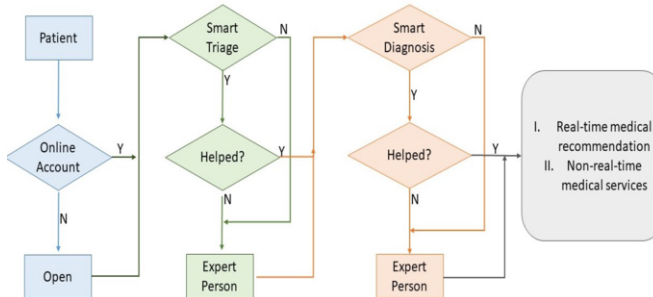 Patient
Online
Account
Y
N
Open
Smart
Triage
N
Y
Helped?
Y
N
Expert
Person
Smart
Diagnosis
N
Y
Helped?
Y
N
Expert
Person
I. Real-time medical
recommendation
II. Non-real-time
medical services